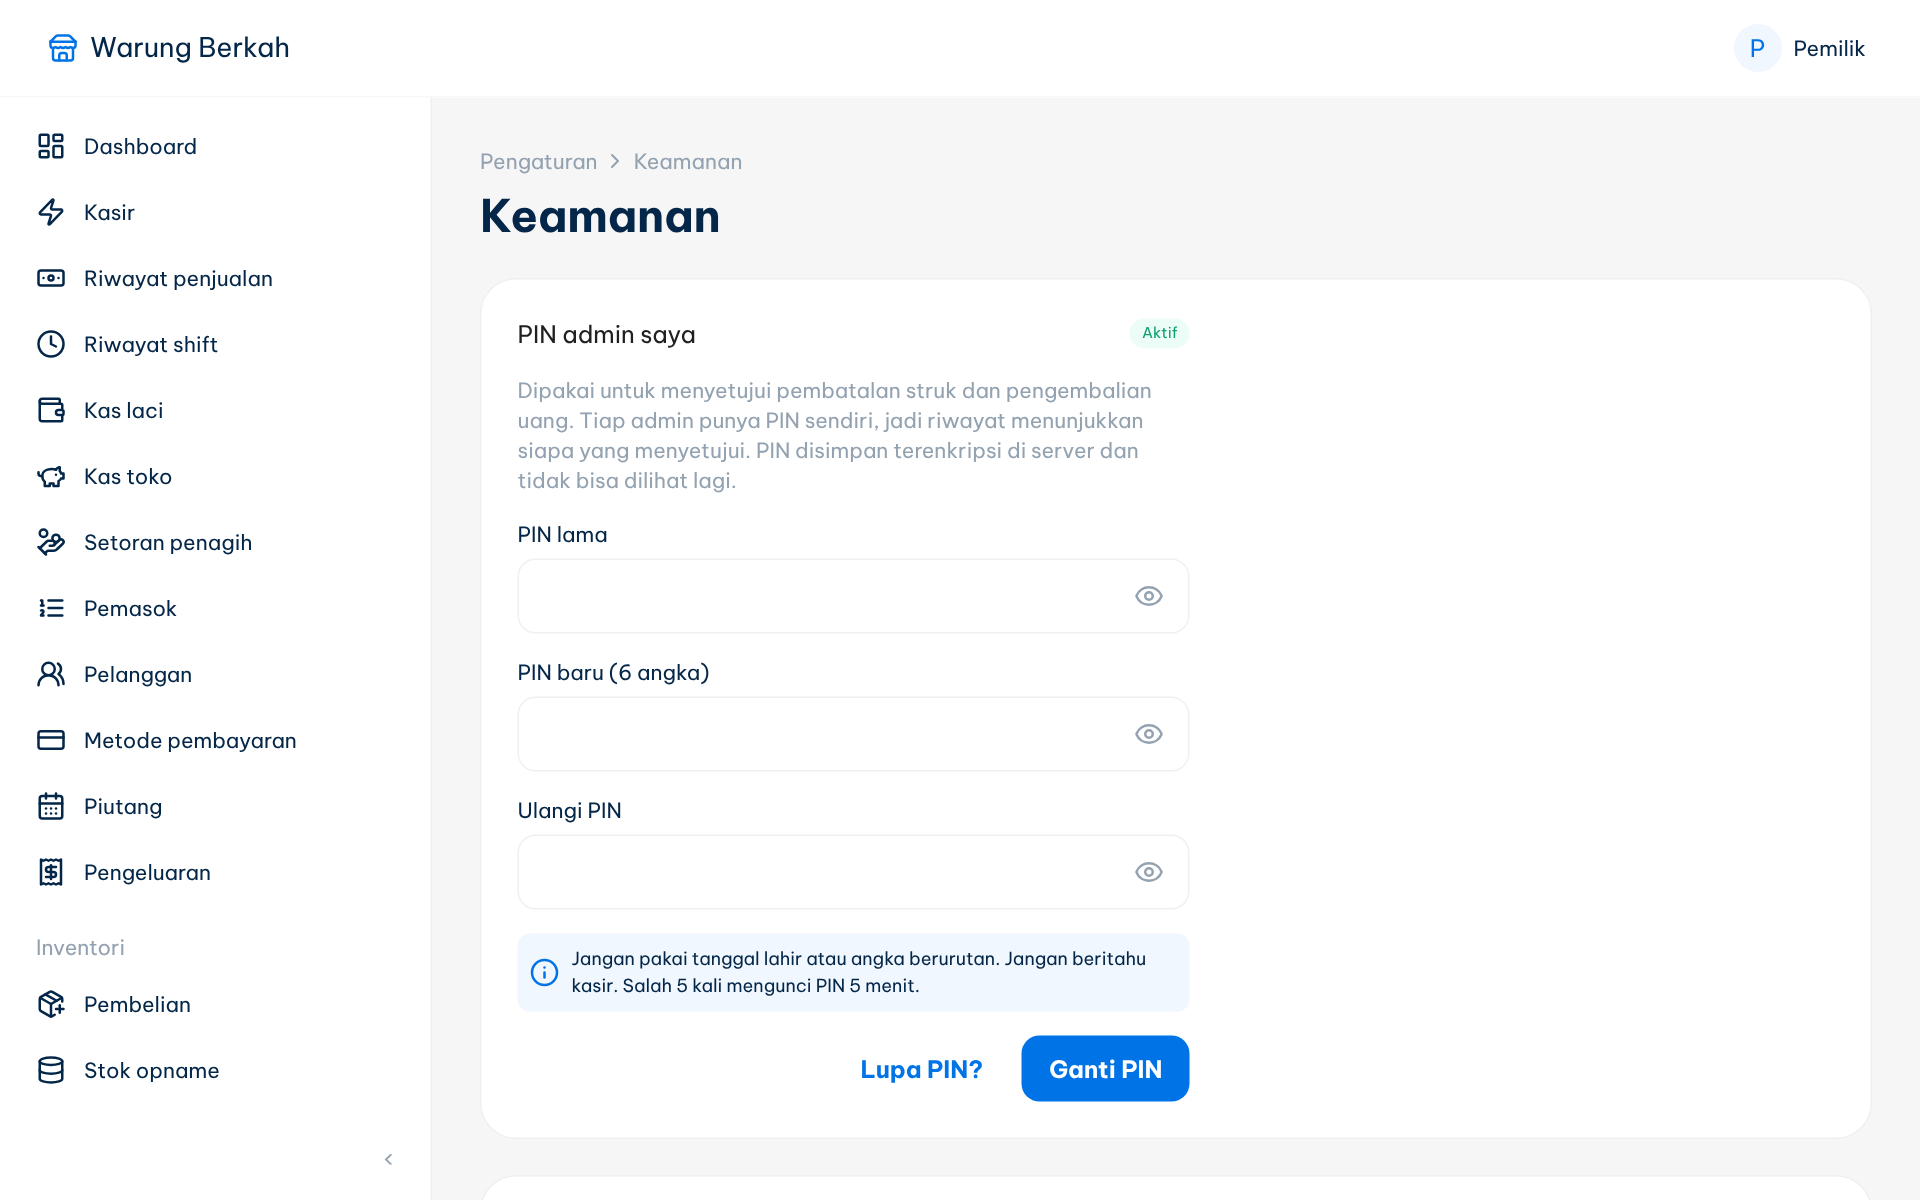 Warung Berkah
P
Pemilik
Dashboard
Kasir
Riwayat penjualan
Riwayat shift
Kas laci
Kas toko
Setoran penagih
Pemasok
Pelanggan
Metode pembayaran
Piutang
Pengeluaran
Inventori
Pembelian
Stok opname
Pengaturan > Keamanan
Keamanan
PIN admin saya
Aktif
Dipakai untuk menyetujui pembatalan struk dan pengembalian
uang. Tiap admin punya PIN sendiri, jadi riwayat menunjukkan
siapa yang menyetujui. PIN disimpan terenkripsi di server dan
tidak bisa dilihat lagi.
PIN lama
PIN baru (6 angka)
Ulangi PIN
Jangan pakai tanggal lahir atau angka berurutan. Jangan beritahu
kasir. Salah 5 kali mengunci PIN 5 menit.
Lupa PIN?
Ganti PIN